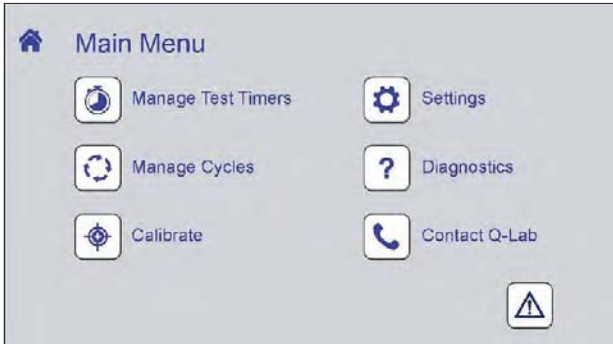 Main Menu
Manage Test Timers
Settings
Manage Cycles
?
Diagnostics
Calibrate
Contact Q-Lab